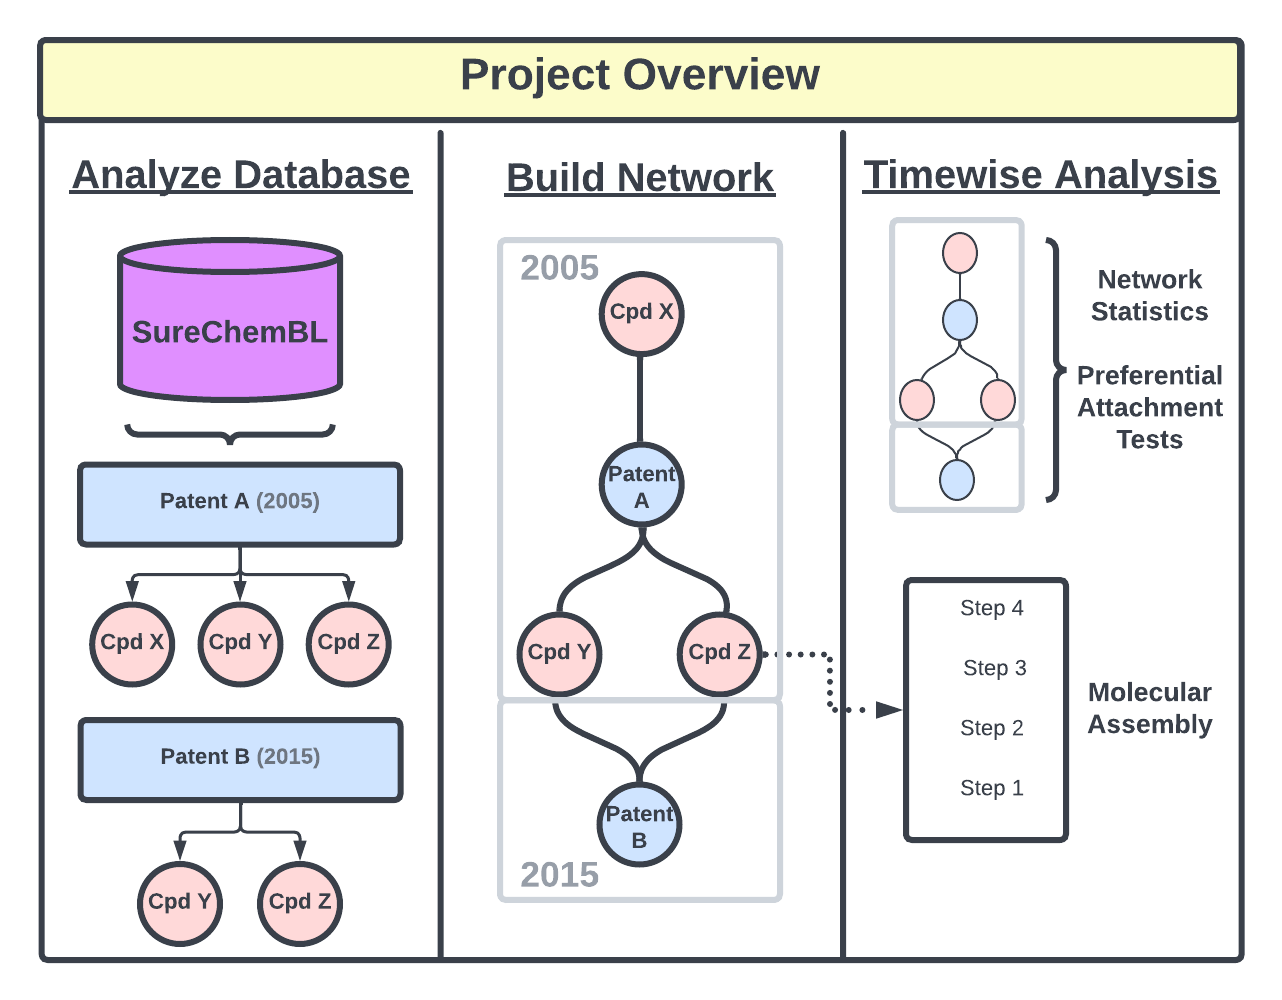 Project Overview
Analyze Database
SureChemBL
Patent A (2005)
Cpd X
Cpd Y
Cpd Z
Patent B (2015)
Cpd Y
Cpd Z
Build Network
2005
Cpd X
Patent
A
Cpd Y
Cpd Z
Patent
B
2015
Timewise Analysis
Network
Statistics
Preferential
Attachment
Tests
Step 4
Step 3
Step 2
Step 1
Molecular
Assembly